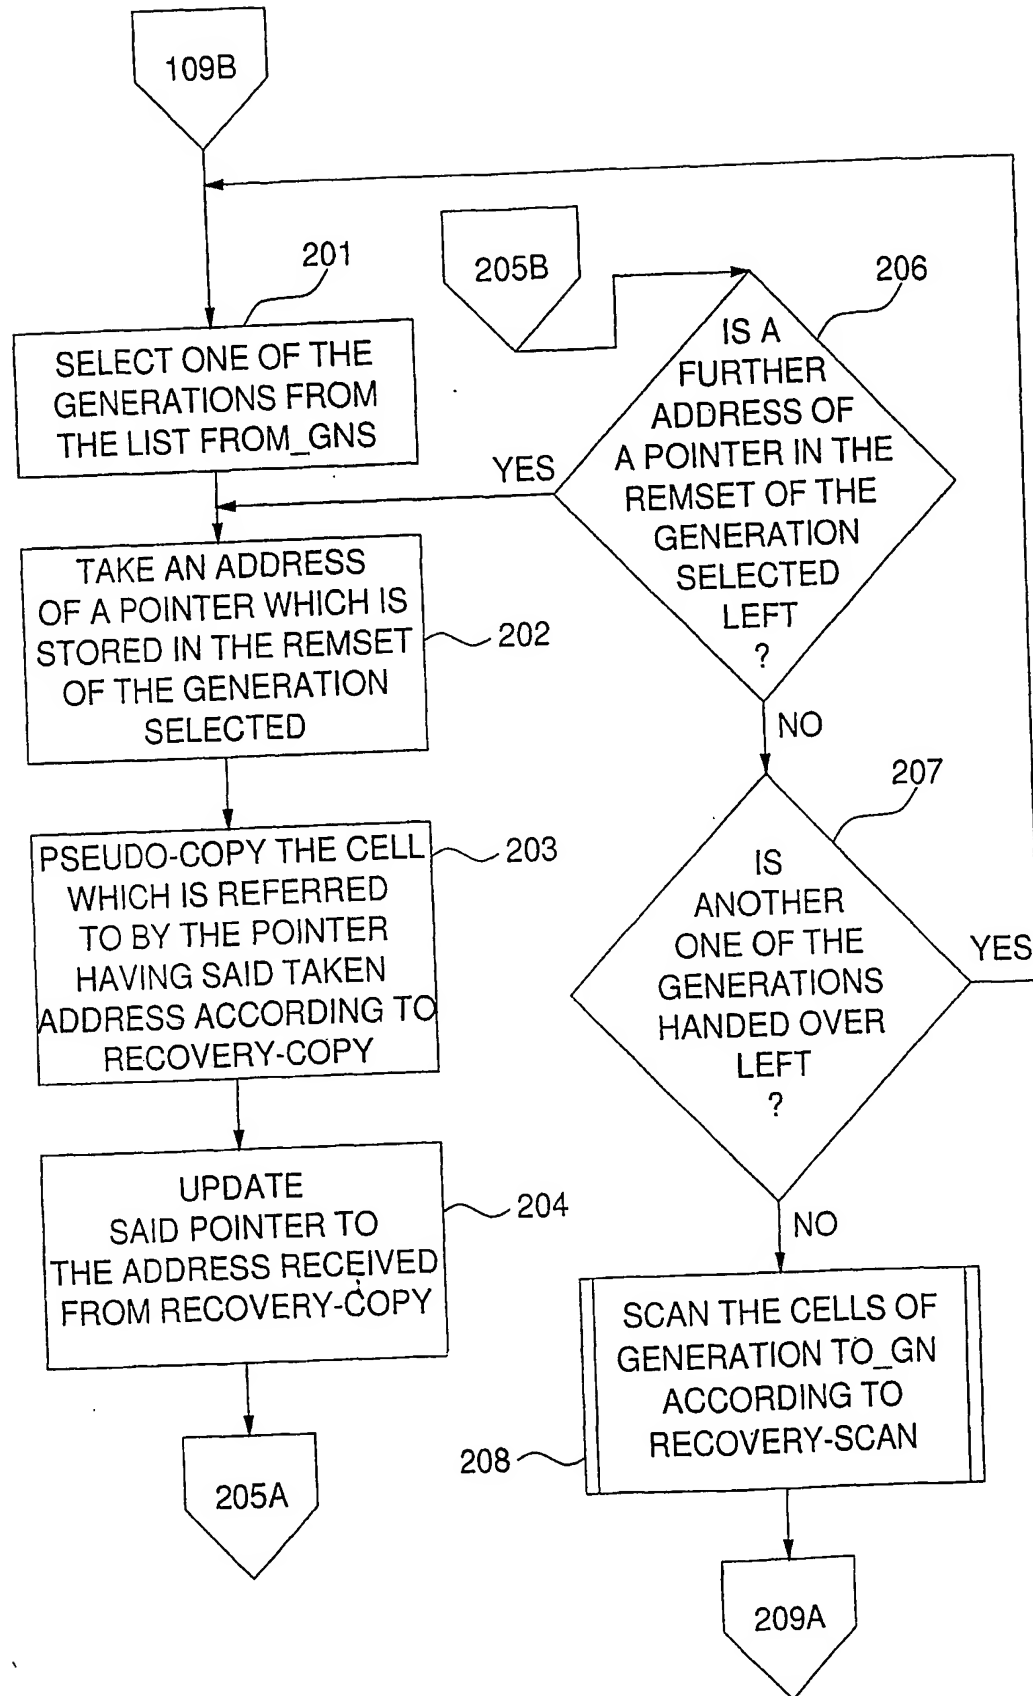 109B
201
SELECT ONE OF THE
GENERATIONS FROM
THE LIST FROM_GNS
TAKE AN ADDRESS
OF A POINTER WHICH IS
STORED IN THE REMSET
OF THE GENERATION
SELECTED
202
PSEUDO-COPY THE CELL
WHICH IS REFERRED
TO BY THE POINTER
HAVING SAID TAKEN
ADDRESS ACCORDING TO
RECOVERY-COPY
203
UPDATE
SAID POINTER TO
THE ADDRESS RECEIVED
FROM RECOVERY-COPY
204
205A
205B
206
IS A
FURTHER
ADDRESS OF
A POINTER IN THE
REMSET OF THE
GENERATION
SELECTED
LEFT
?
YES
NO
207
IS
ANOTHER
ONE OF THE
GENERATIONS
HANDED OVER
LEFT
?
YES
NO
SCAN THE CELLS OF
GENERATION TO_GN
ACCORDING TO
RECOVERY-SCAN
208
209A